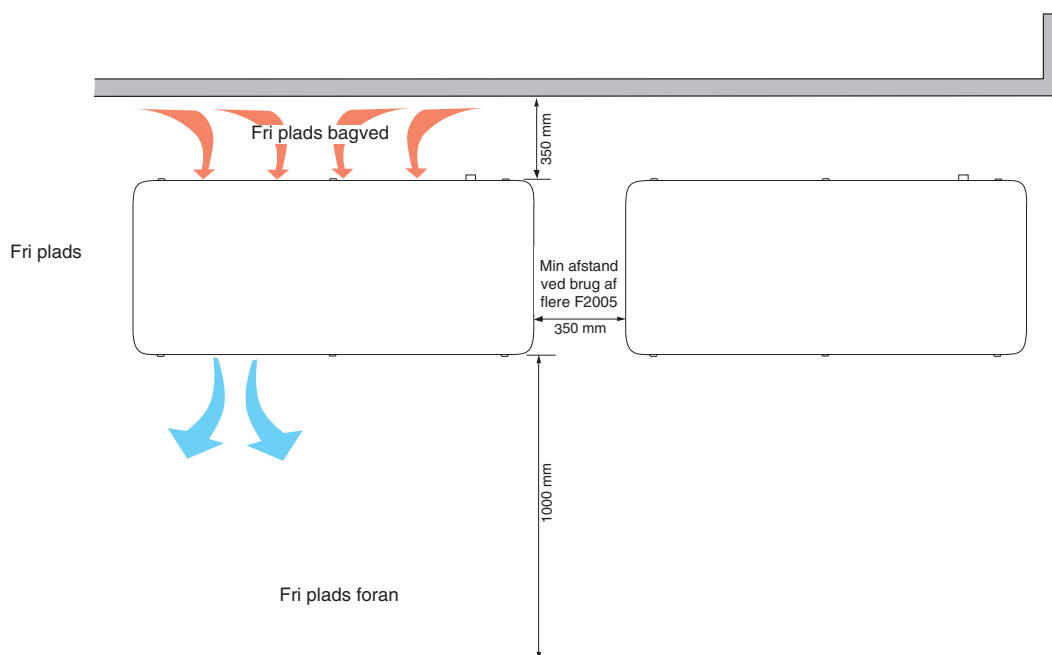 Fri plads bagved
350 mm
Fri plads
Min afstand
ved brug af
flere F2005
350 mm
1000 mm
Fri plads foran